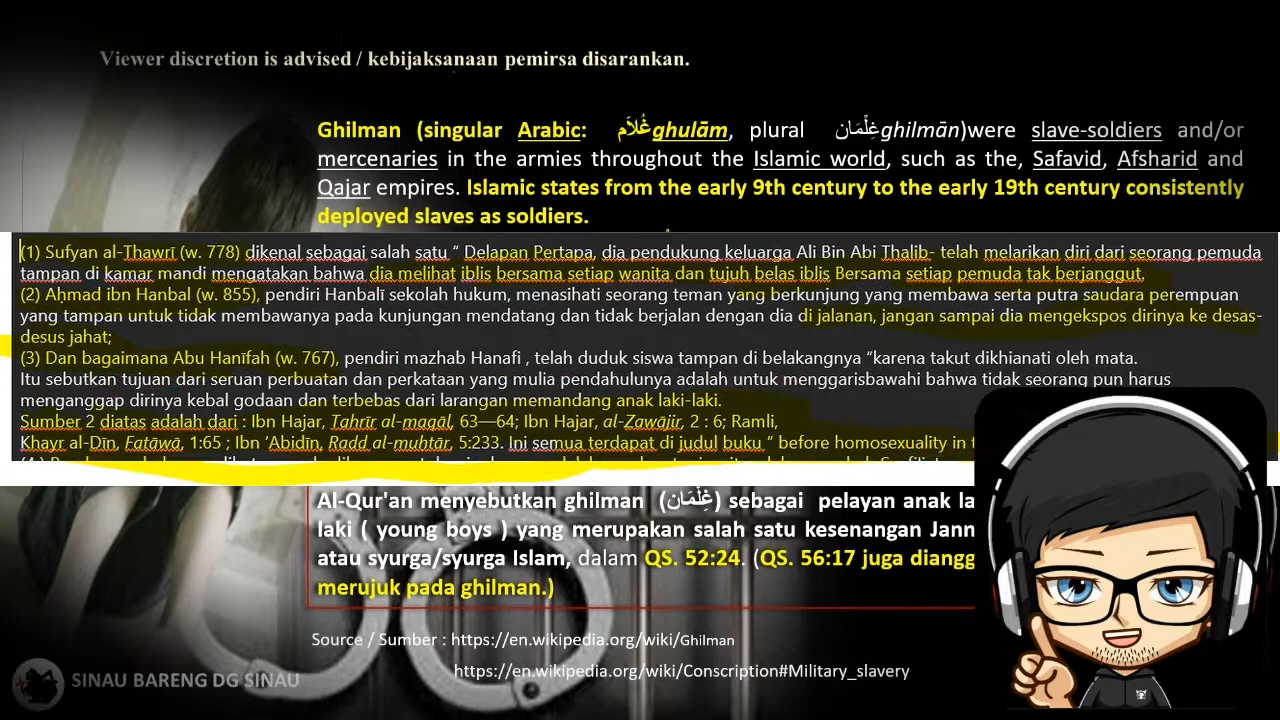 Viewer discretion is advised / kebijaksanaan pemirsa disarankan.
Ghilman (singular Arabic: غُلاَم ghulām, plural غِلْمَان ghilmān)were slave-soldiers and/or
mercenaries in the armies throughout the Islamic world, such as the, Safavid, Afsharid and
Qajar empires. Islamic states from the early 9th century to the early 19th century consistently
deployed slaves as soldiers.
(1) Sufyan al-Thawrī (w. 778) dikenal sebagai salah satu “ Delapan Pertapa, dia pendukung keluarga Ali Bin Abi Thalib- telah melarikan diri dari seorang pemuda
tampan di kamar mandi mengatakan bahwa dia melihat iblis bersama setiap wanita dan tujuh belas iblis Bersama setiap pemuda tak berjanggut.
(2) Aḥmad ibn Hanbal (w. 855), pendiri Hanbalī sekolah hukum, menasihati seorang teman yang berkunjung yang membawa serta putra saudara perempuan
yang tampan untuk tidak membawanya pada kunjungan mendatang dan tidak berjalan dengan dia di jalanan, jangan sampai dia mengekspos dirinya ke desas-
desus jahat;
(3) Dan bagaimana Abu Hanīfah (w. 767), pendiri mazhab Hanafi , telah duduk siswa tampan di belakangnya “karena takut dikhianati oleh mata.
Itu sebutkan tujuan dari seruan perbuatan dan perkataan yang mulia pendahulunya adalah untuk menggarisbawahi bahwa tidak seorang pun harus
menganggap dirinya kebal godaan dan terbebas dari larangan memandang anak laki-laki.
Sumber 2 diatas adalah dari : Ibn Hajar, Tahrīr al-maqāl, 63—64; Ibn Hajar, al-Zawājir, 2 : 6; Ramli,
Khayr al-Dīn, Fatāwā, 1:65 ; Ibn ’Abidīn, Radd al-muhtār, 5:233. Ini semua terdapat di judul buku “ before homosexuality in t
Al-Qur'an menyebutkan ghilman (غِلْمَان) sebagai pelayan anak la
laki ( young boys ) yang merupakan salah satu kesenangan Jann
atau syurga/syurga Islam, dalam QS. 52:24. (QS. 56:17 juga diangg
merujuk pada ghilman.)
Source / Sumber : https://en.wikipedia.org/wiki/Ghilman
https://en.wikipedia.org/wiki/Conscription#Military_slavery
SINAU BARENG DG SINAU